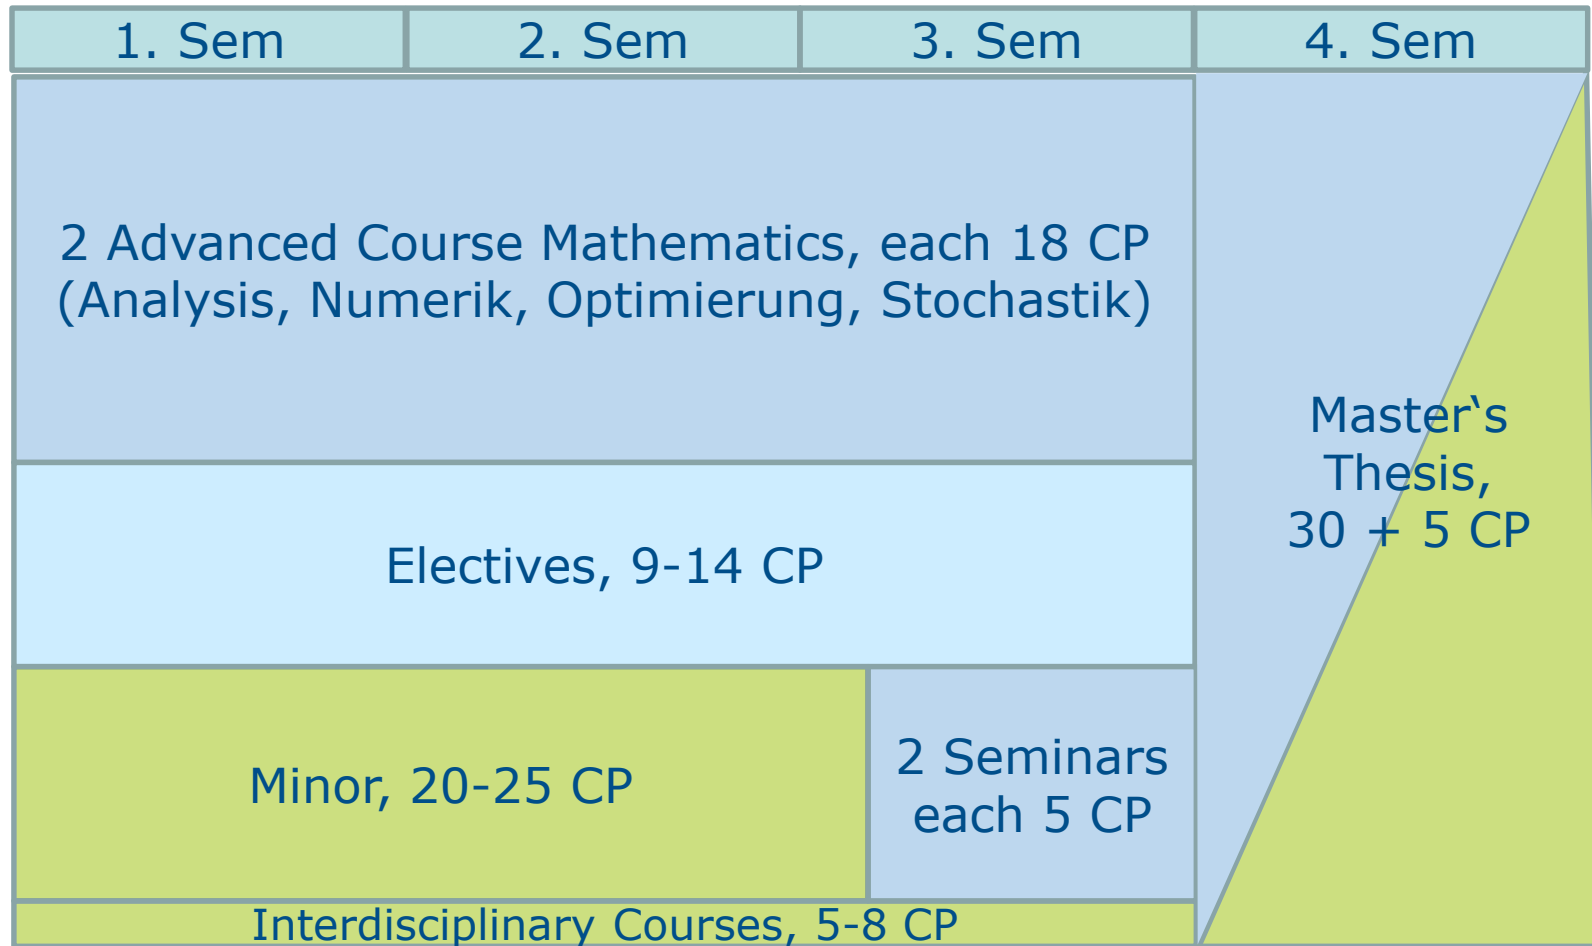 1. Sem
2. Sem
3. Sem
4. Sem
2 Advanced Course Mathematics, each 18 CP
(Analysis, Numerik, Optimierung, Stochastik)
Master‘s
Thesis,
30 + 5 CP
Electives, 9-14 CP
Minor, 20-25 CP
2 Seminars
each 5 CP
Interdisciplinary Courses, 5-8 CP